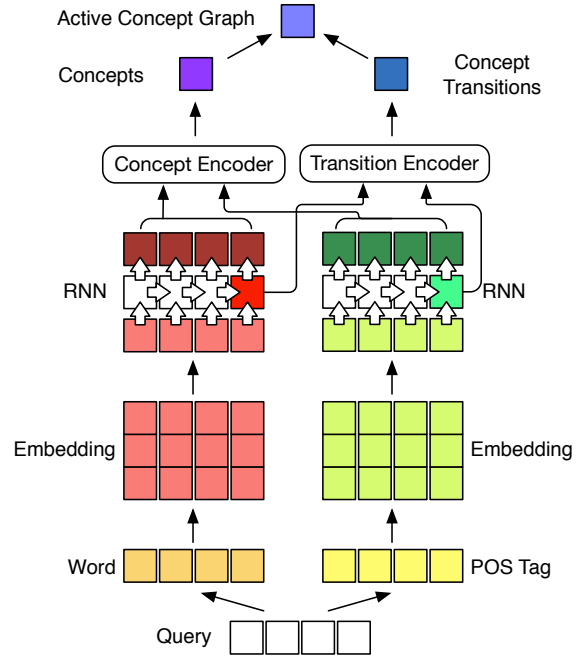 Active Concept Graph
Concepts
Concept
Transitions
Concept Encoder
Transition Encoder
RNN
RNN
Embedding
Embedding
Word
POS Tag
Query